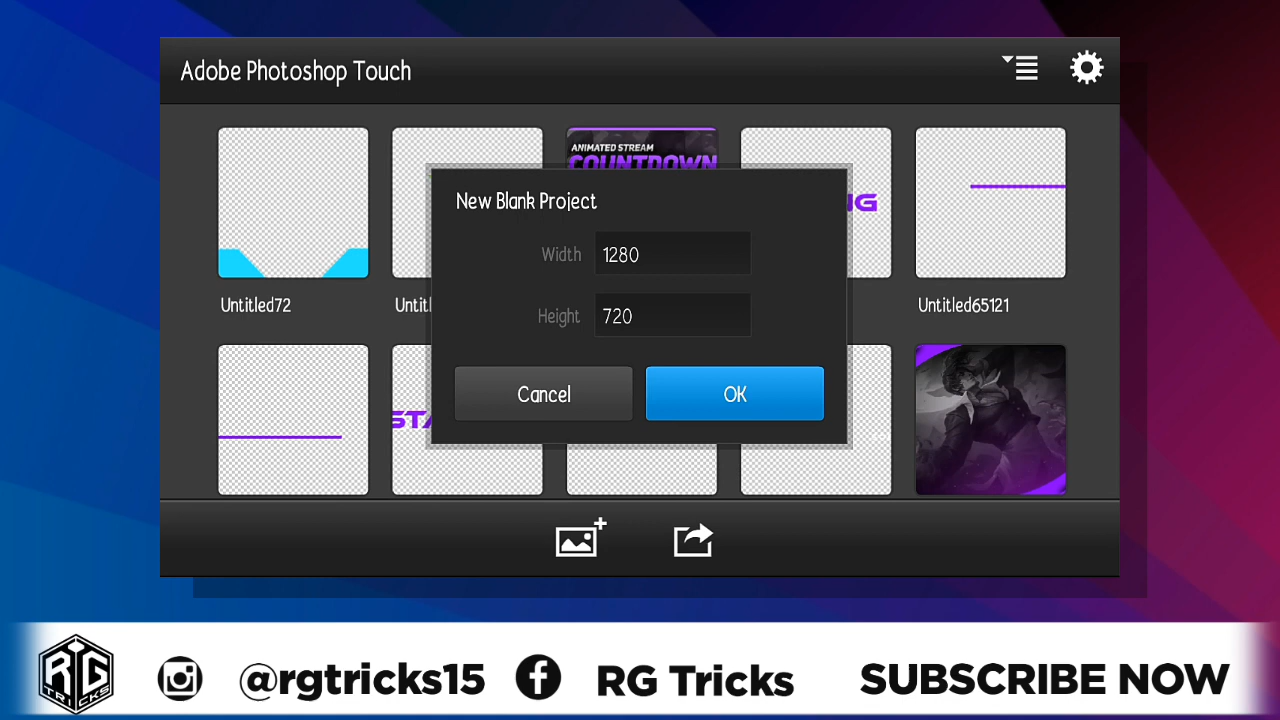 Adobe Photoshop Touch
ANIMATED STREAM
COUNTDOWN
New Blank Project
Width 1280
Height 720
Cancel OK
Untitled72
Untitled65121
RG
TRICKS
@rgtricks15
RG Tricks
SUBSCRIBE NOW